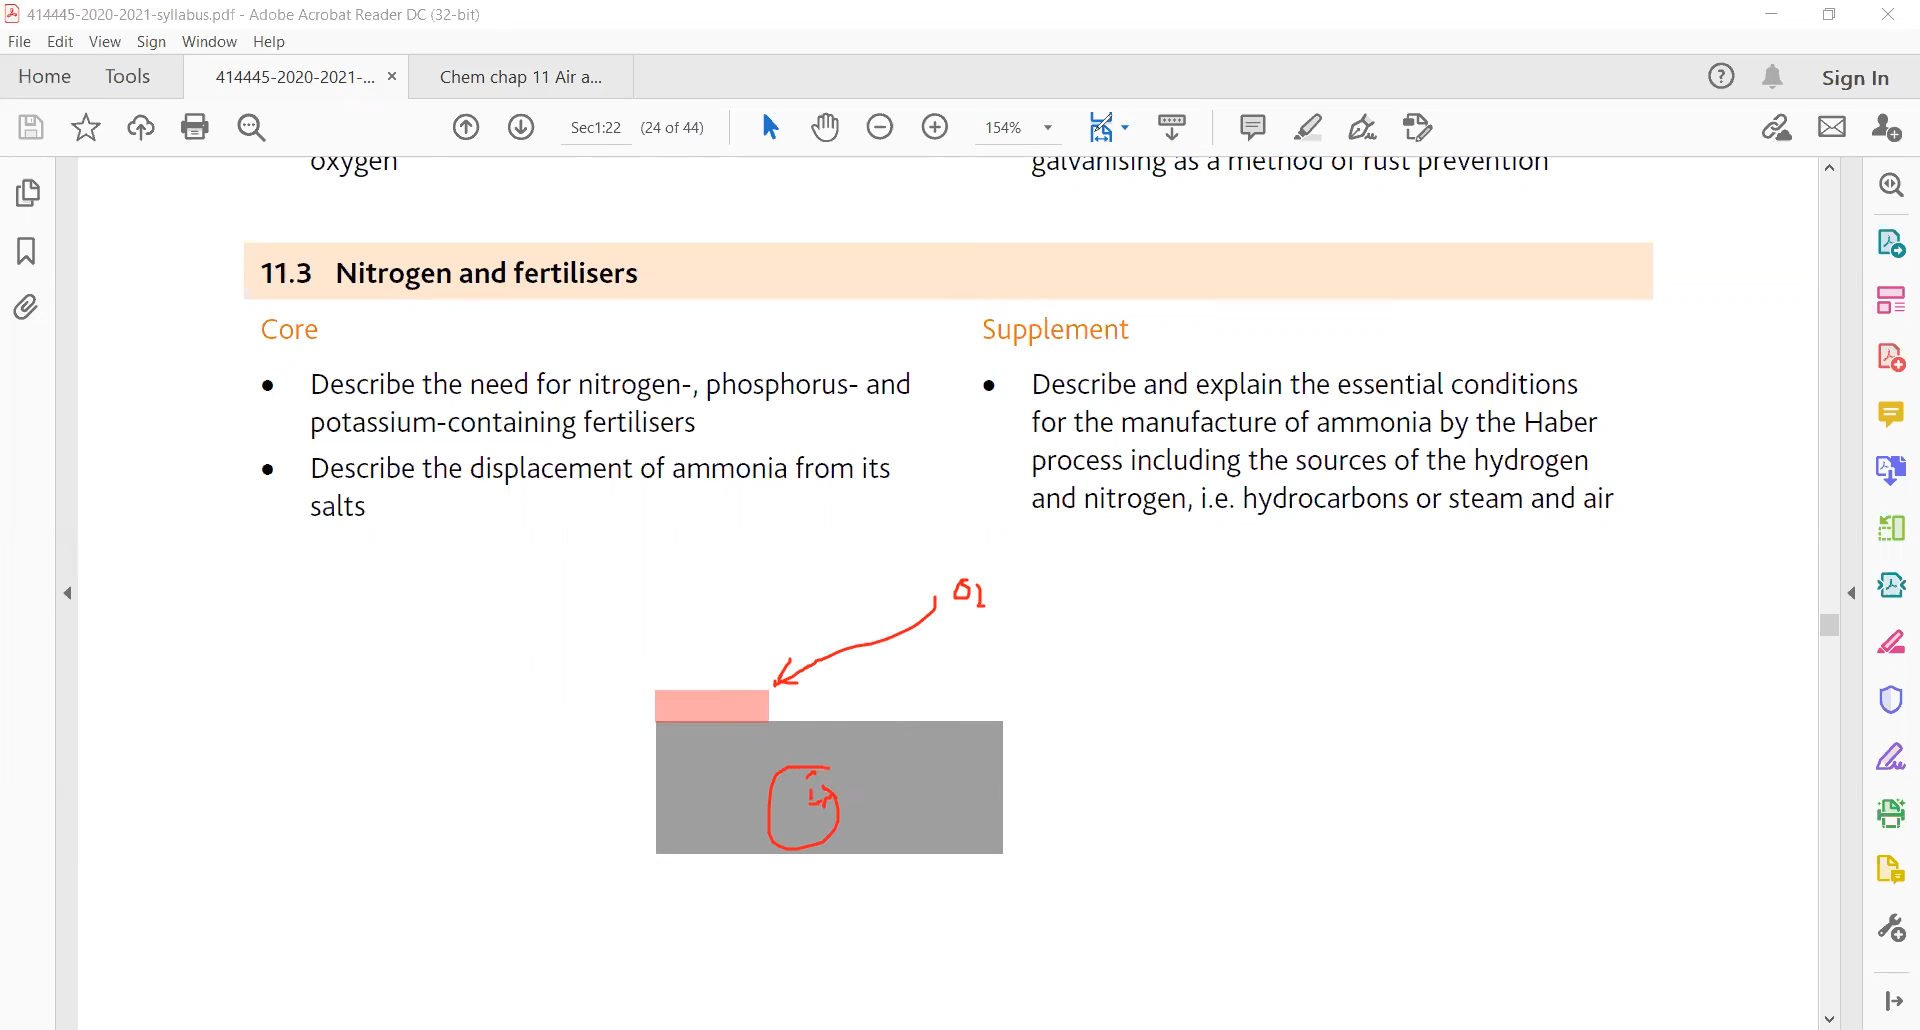 414445-2020-2021-syllabus.pdf - Adobe Acrobat Reader DC (32-bit)
File Edit View Sign Window Help
Home Tools 414445-2020-2021-... × Chem chap 11 Air a... Sign In
Sec1:22 (24 of 44) 154%
oxygen
galvanising as a method of rust prevention
11.3 Nitrogen and fertilisers
Core
• Describe the need for nitrogen-, phosphorus- and
potassium-containing fertilisers
• Describe the displacement of ammonia from its
salts
Supplement
• Describe and explain the essential conditions
for the manufacture of ammonia by the Haber
process including the sources of the hydrogen
and nitrogen, i.e. hydrocarbons or steam and air